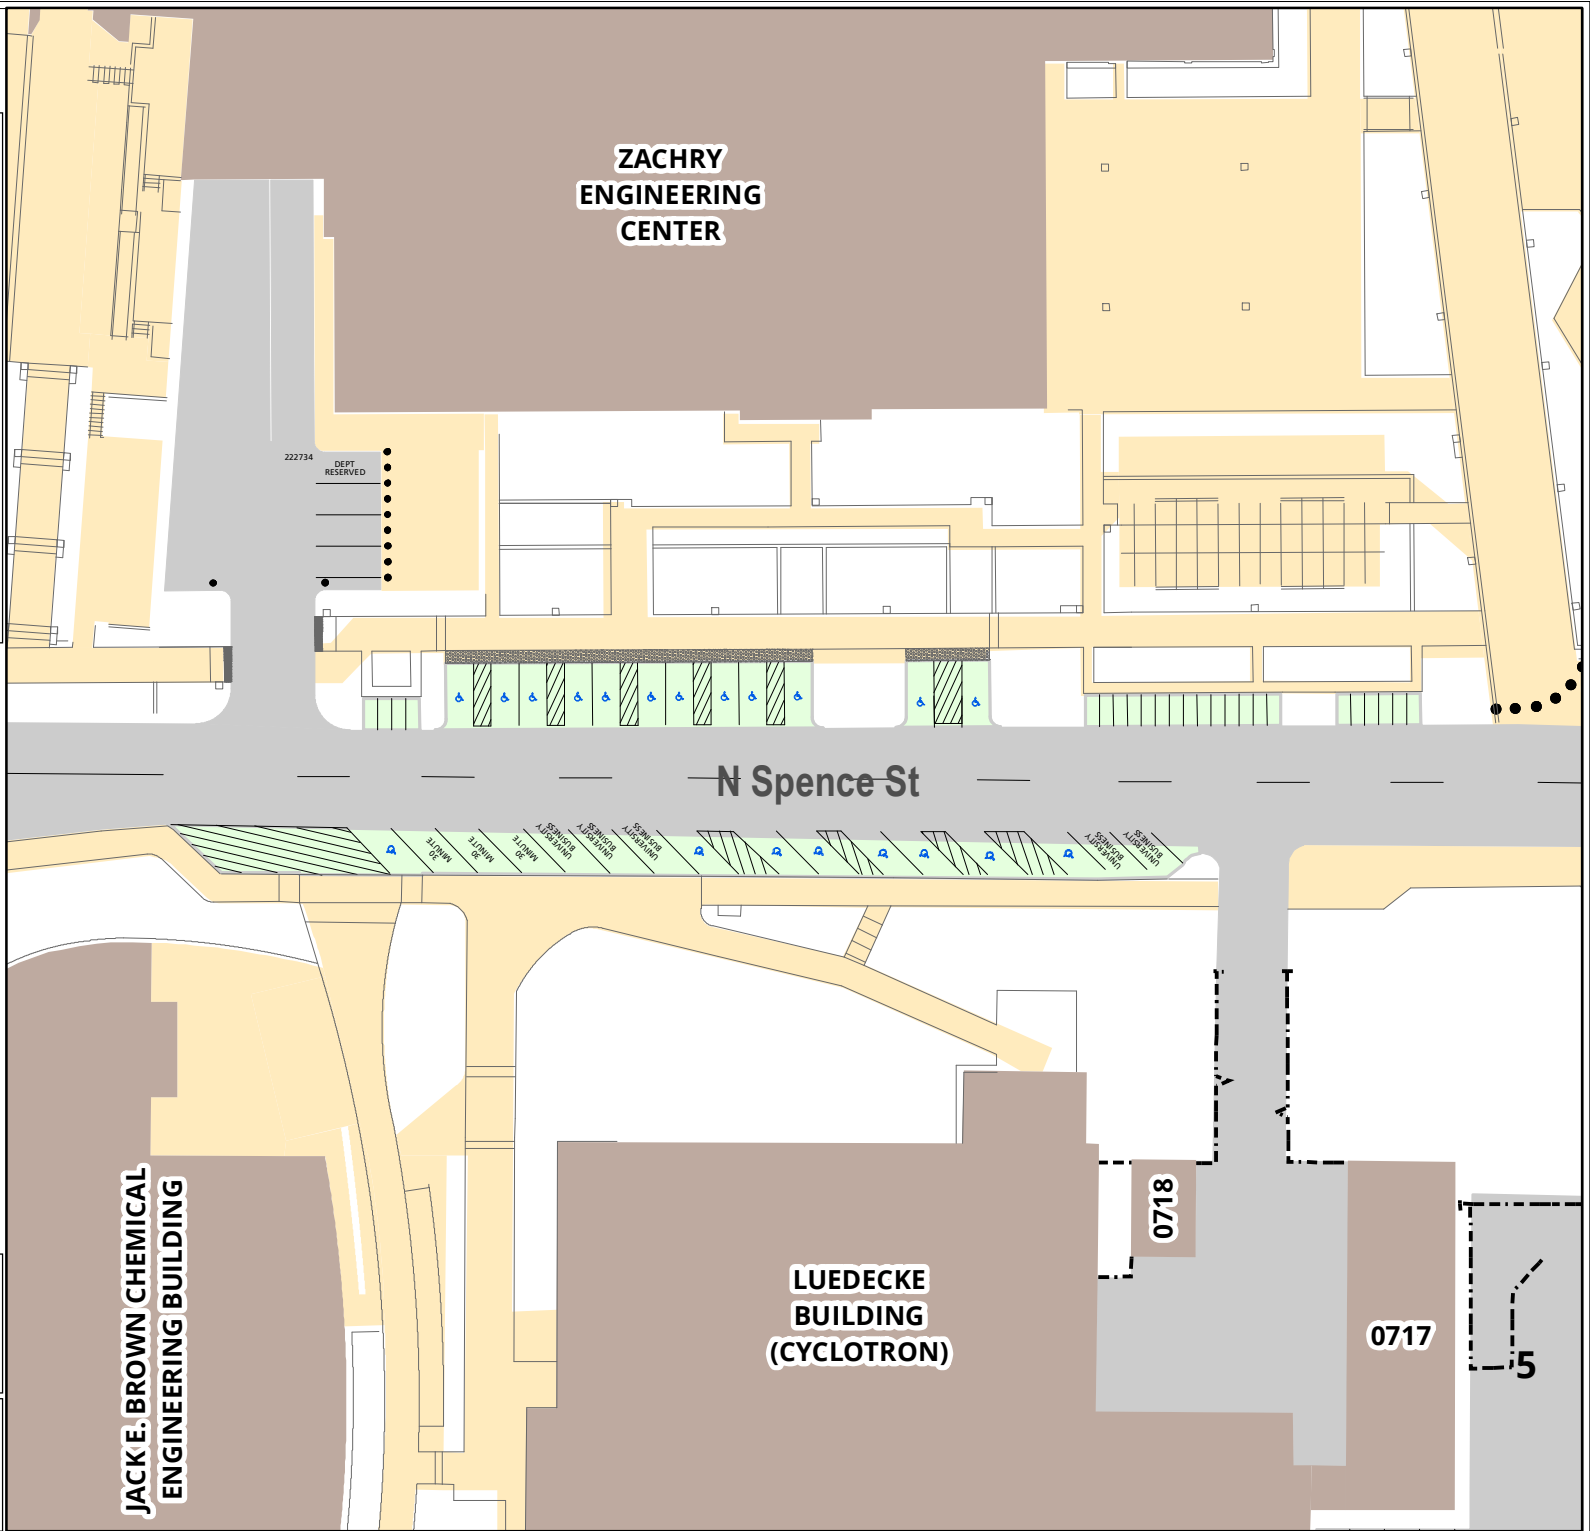 ZACHRY
ENGINEERING
CENTER
222734
DEPT
RESERVED
N Spence St
30
MINUTE
30
MINUTE
30
MINUTE
UNIVERSITY
BUSINESS
UNIVERSITY
BUSINESS
UNIVERSITY
BUSINESS
UNIVERSITY
BUSINESS
UNIVERSITY
BUSINESS
JACK E. BROWN CHEMICAL
ENGINEERING BUILDING
LUEDECKE
BUILDING
(CYCLOTRON)
0718
0717
5